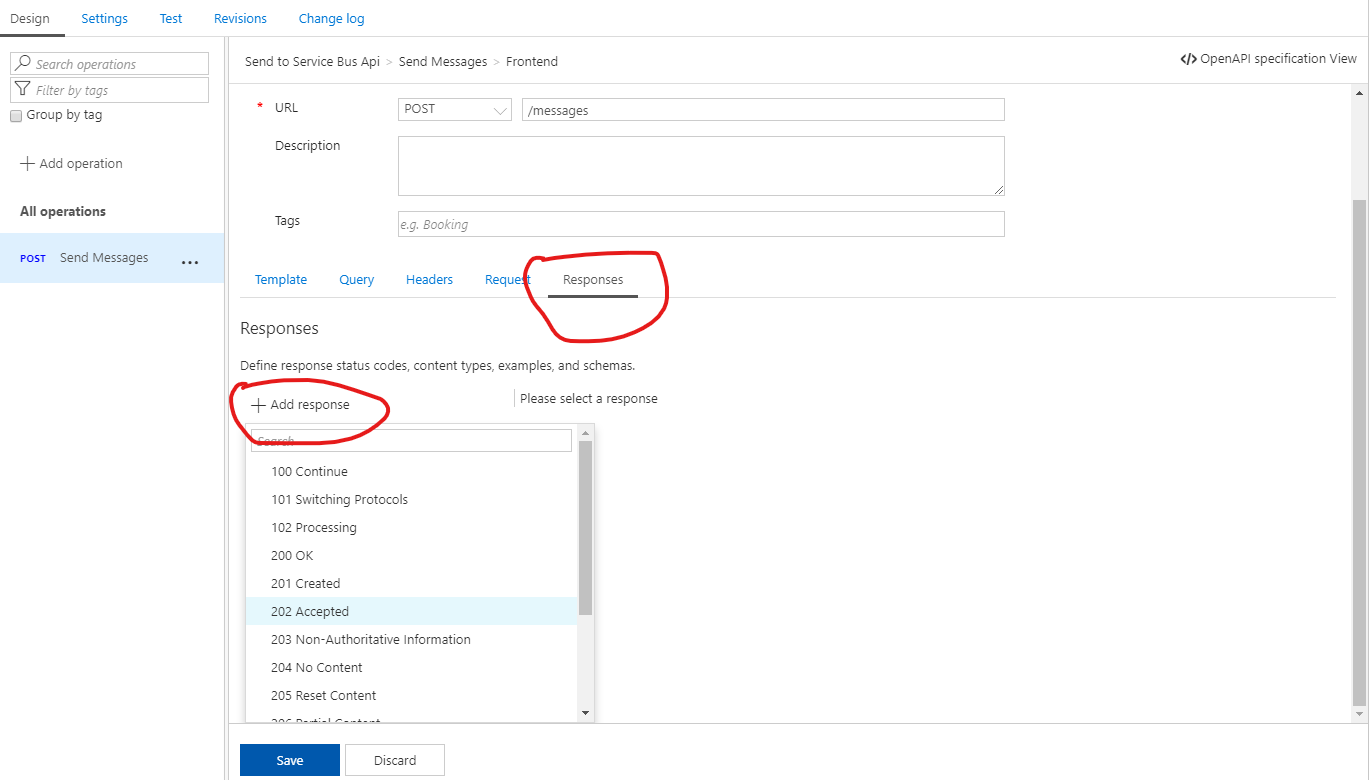 Design Settings Test Revisions Change log
Search operations
Filter by tags
Group by tag
Add operation
All operations
POST Send Messages ...
Send to Service Bus Api > Send Messages > Frontend
</> OpenAPI specification View
* URL POST /messages
Description
Tags e.g. Booking
Template Query Headers Request Responses
Responses
Define response status codes, content types, examples, and schemas.
+ Add response
Please select a response
Search
100 Continue
101 Switching Protocols
102 Processing
200 OK
201 Created
202 Accepted
203 Non-Authoritative Information
204 No Content
205 Reset Content
206 Partial Content
Save Discard